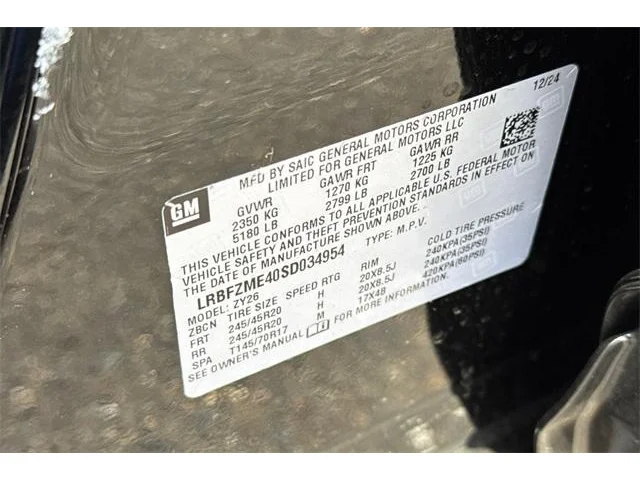 12/24
MFD BY SAIC GENERAL MOTORS CORPORATION
LIMITED FOR GENERAL MOTORS LLC
GM
GVWR GAWR FRT GAWR RR
2350 KG 1270 KG 1225 KG
5180 LB 2799 LB 2700 LB
THIS VEHICLE CONFORMS TO ALL APPLICABLE U.S. FEDERAL MOTOR
VEHICLE SAFETY AND THEFT PREVENTION STANDARDS IN EFFECT ON
THE DATE OF MANUFACTURE SHOWN ABOVE.
LRBFZME40SD034954 TYPE: M.P.V.
MODEL: ZY26
ZBCN TIRE SIZE SPEED RTG RIM COLD TIRE PRESSURE
FRT 245/45R20 H 20X8.5J 240KPA(35PSI)
RR 245/45R20 H 20X8.5J 240KPA(35PSI)
SPA T145/70R17 M 17X4B 420KPA(60PSI)
SEE OWNER'S MANUAL FOR MORE INFORMATION.